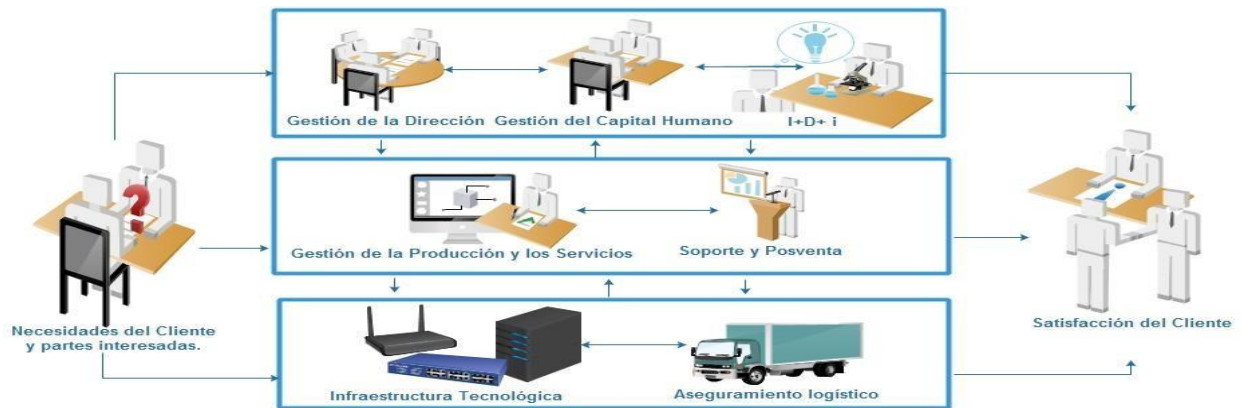 Gestión de la Dirección
Gestión del Capital Humano
I+D+ i
Gestión de la Producción y los Servicios
Soporte y Posventa
Necesidades del Cliente
y partes interesadas.
Satisfacción del Cliente
Infraestructura Tecnológica
Aseguramiento logístico